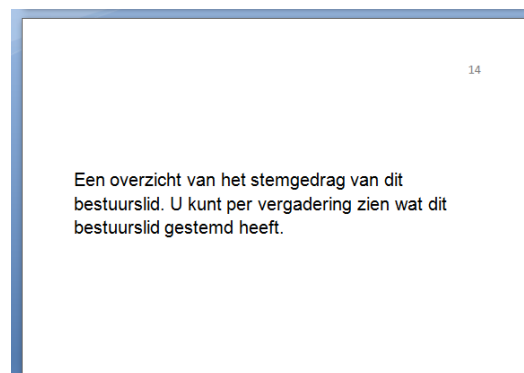 14
Een overzicht van het stemgedrag van dit
bestuurslid. U kunt per vergadering zien wat dit
bestuurslid gestemd heeft.